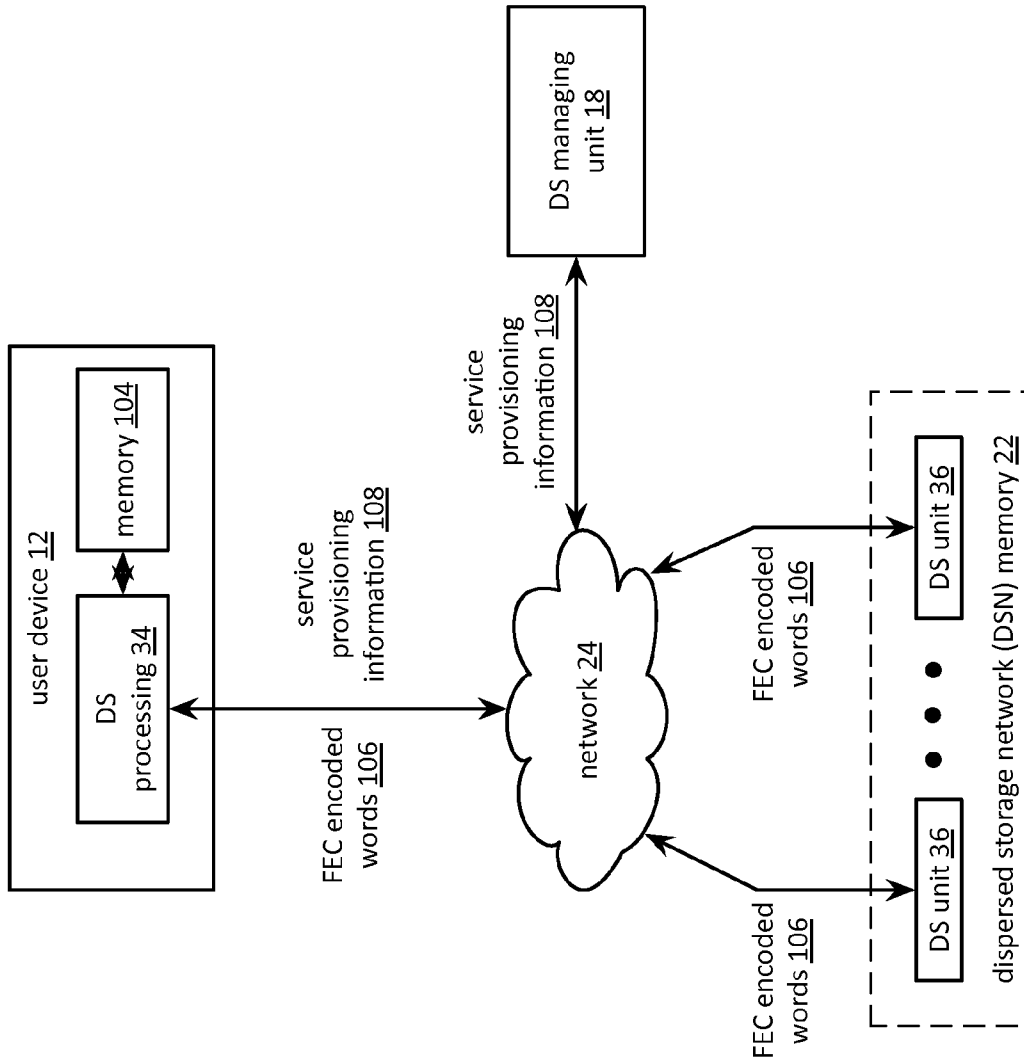 user device 12
DS
processing 34
memory 104
FEC encoded
words 106
service
provisioning
information 108
network 24
service
provisioning
information 108
DS managing
unit 18
FEC encoded
words 106
FEC encoded
words 106
DS unit 36
DS unit 36
dispersed storage network (DSN) memory 22